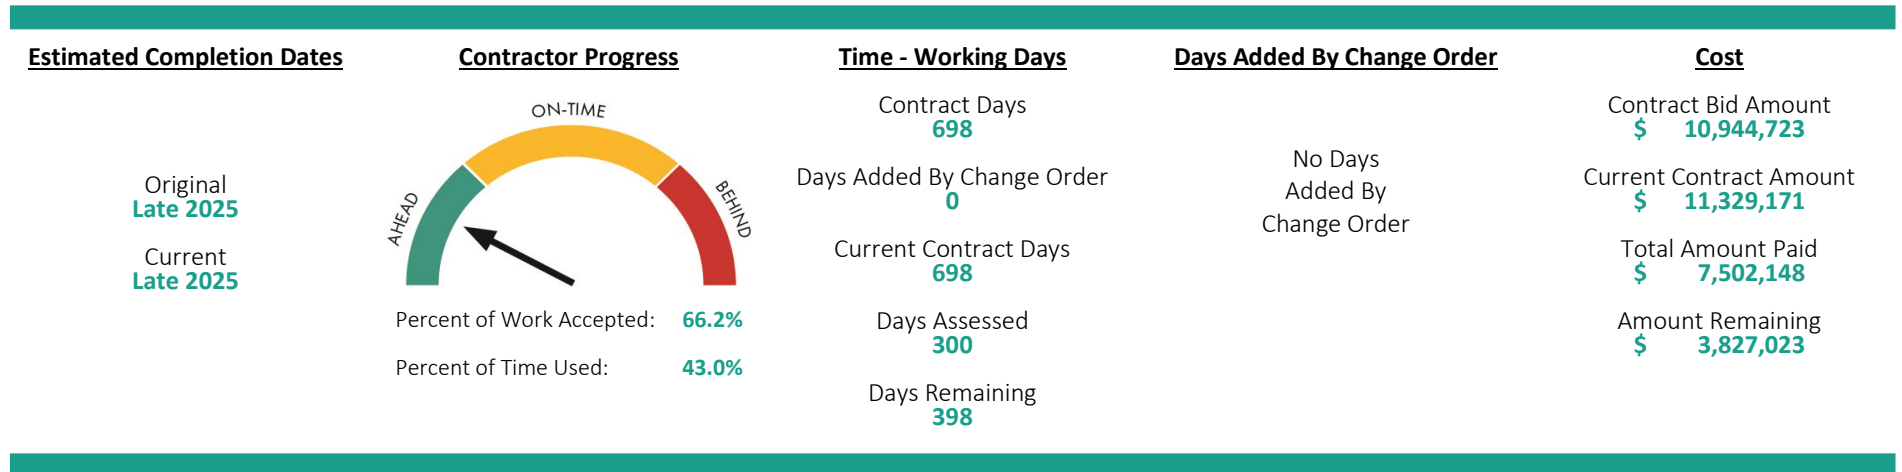 Estimated Completion Dates
Original
Late 2025
Current
Late 2025
Contractor Progress
ON-TIME
AHEAD
BEHIND
Percent of Work Accepted: 66.2%
Percent of Time Used: 43.0%
Time - Working Days
Contract Days
698
Days Added By Change Order
0
Current Contract Days
698
Days Assessed
300
Days Remaining
398
Days Added By Change Order
No Days
Added By
Change Order
Cost
Contract Bid Amount
$ 10,944,723
Current Contract Amount
$ 11,329,171
Total Amount Paid
$ 7,502,148
Amount Remaining
$ 3,827,023